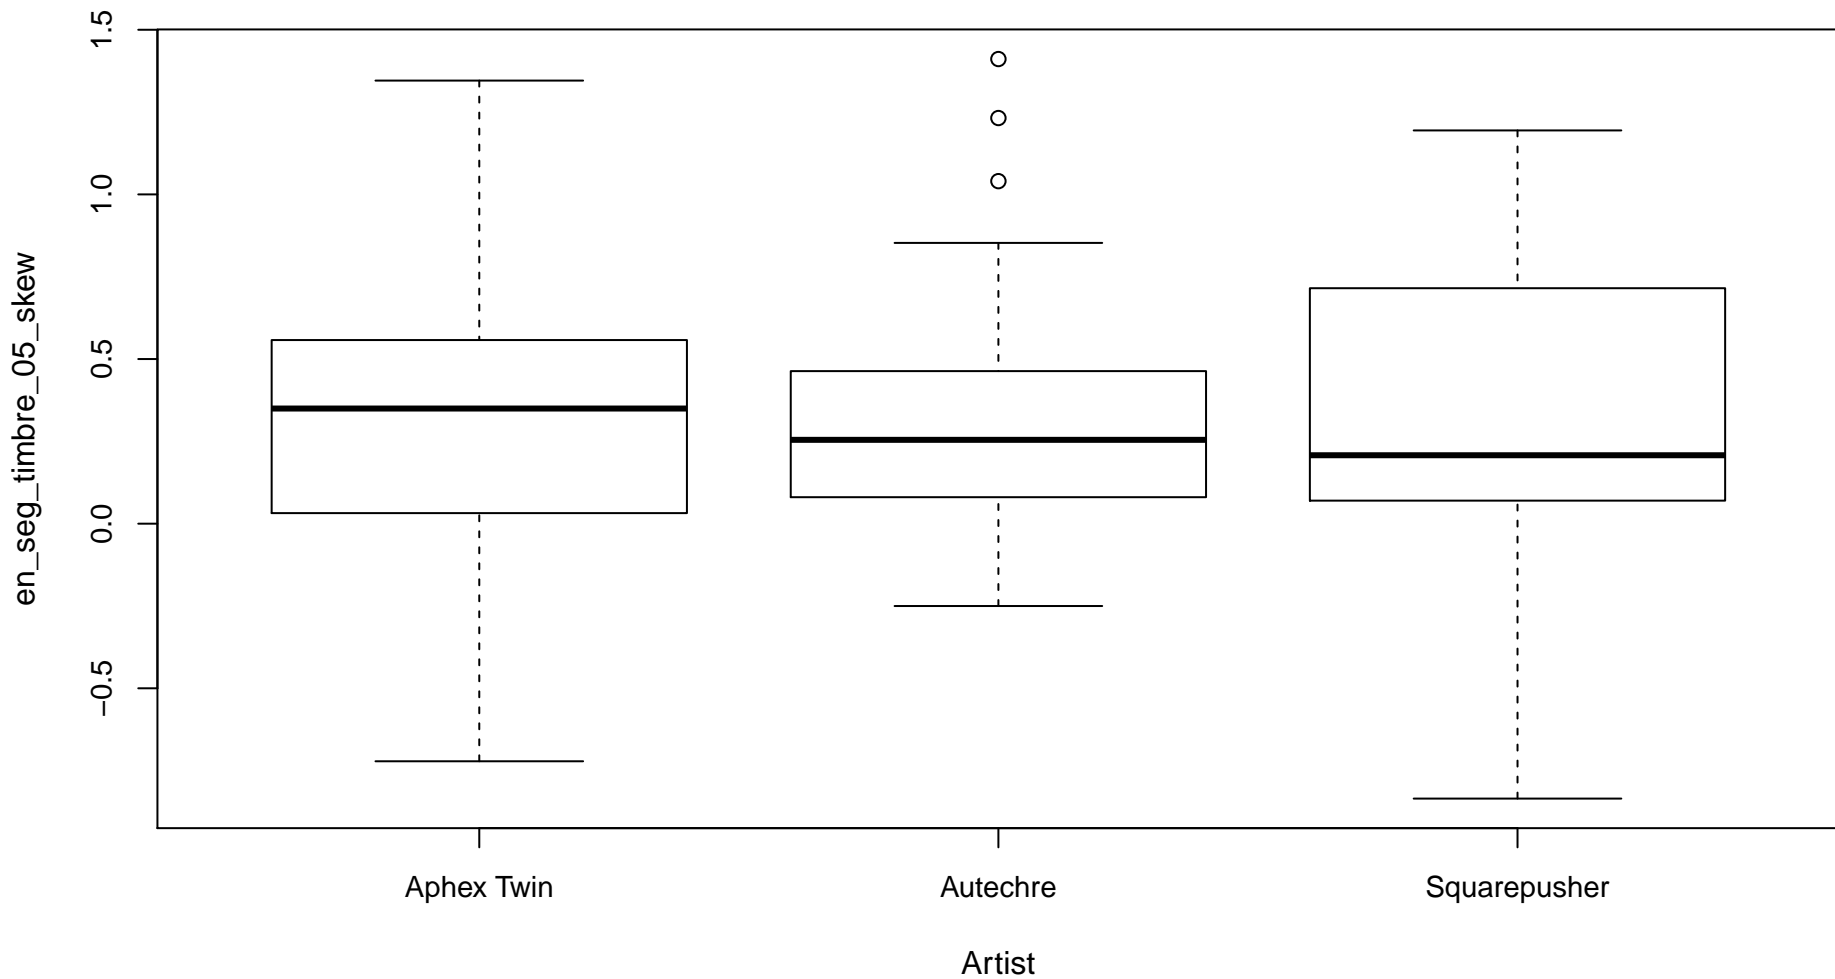 en_seg_timbre_05_skew
1.5
1.0
0.5
0.0
−0.5
Aphex Twin
Autechre
Squarepusher
Artist